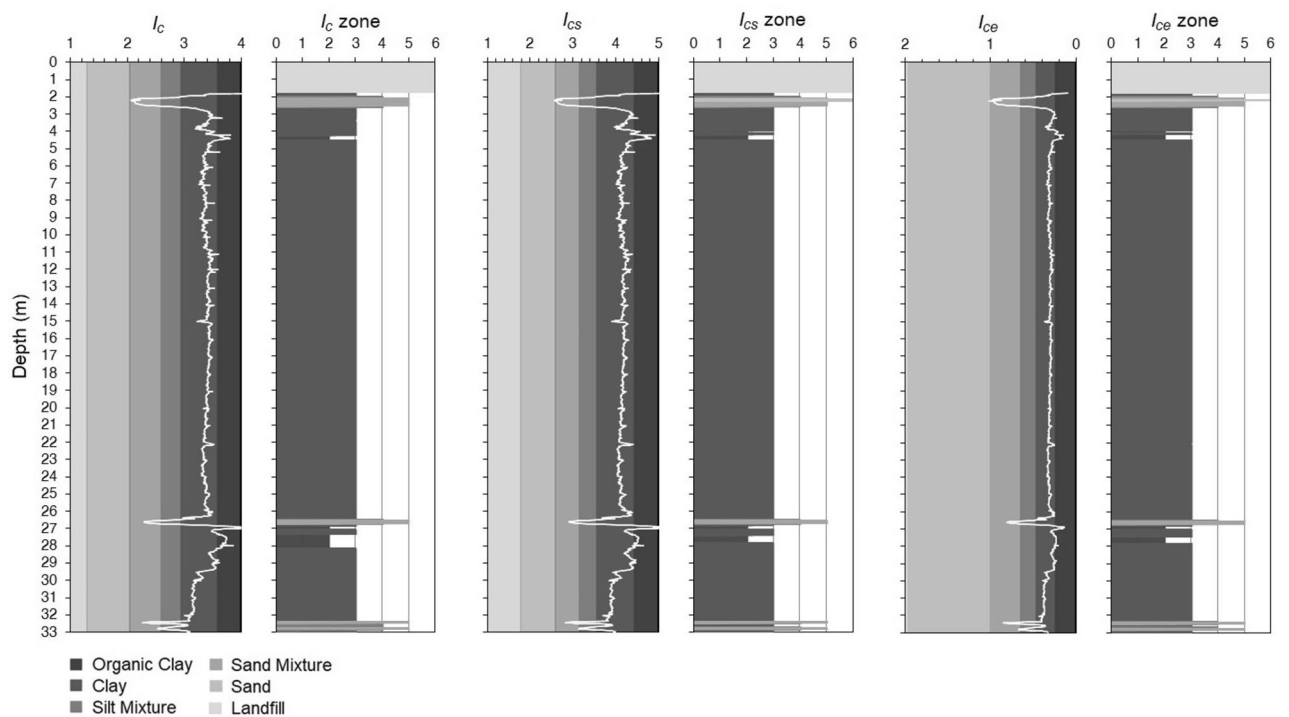 Ic
Ic zone
Ics
Ics zone
Ice
Ice zone
1 2 3 4
0 1 2 3 4 5 6
1 2 3 4 5
0 1 2 3 4 5 6
2 1 0
0 1 2 3 4 5 6
Depth (m)
0
1
2
3
4
5
6
7
8
9
10
11
12
13
14
15
16
17
18
19
20
21
22
23
24
25
26
27
28
29
30
31
32
33
Organic Clay
Clay
Silt Mixture
Sand Mixture
Sand
Landfill